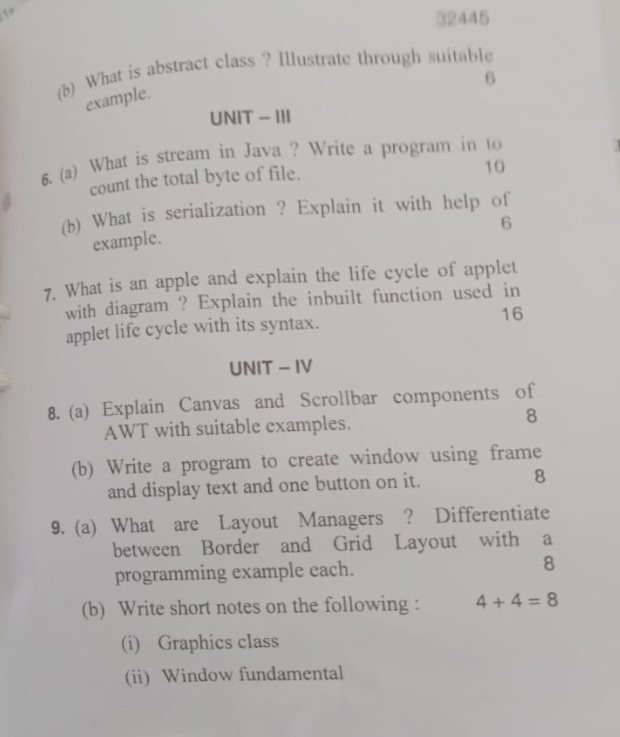 32445
(b) What is abstract class ? Illustrate through suitable
example. 6
UNIT – III
6. (a) What is stream in Java ? Write a program in to
count the total byte of file. 10
(b) What is serialization ? Explain it with help of
example. 6
7. What is an apple and explain the life cycle of applet
with diagram ? Explain the inbuilt function used in
applet life cycle with its syntax. 16
UNIT – IV
8. (a) Explain Canvas and Scrollbar components of
AWT with suitable examples. 8
(b) Write a program to create window using frame
and display text and one button on it. 8
9. (a) What are Layout Managers ? Differentiate
between Border and Grid Layout with a
programming example each. 8
(b) Write short notes on the following : 4 + 4 = 8
(i) Graphics class
(ii) Window fundamental